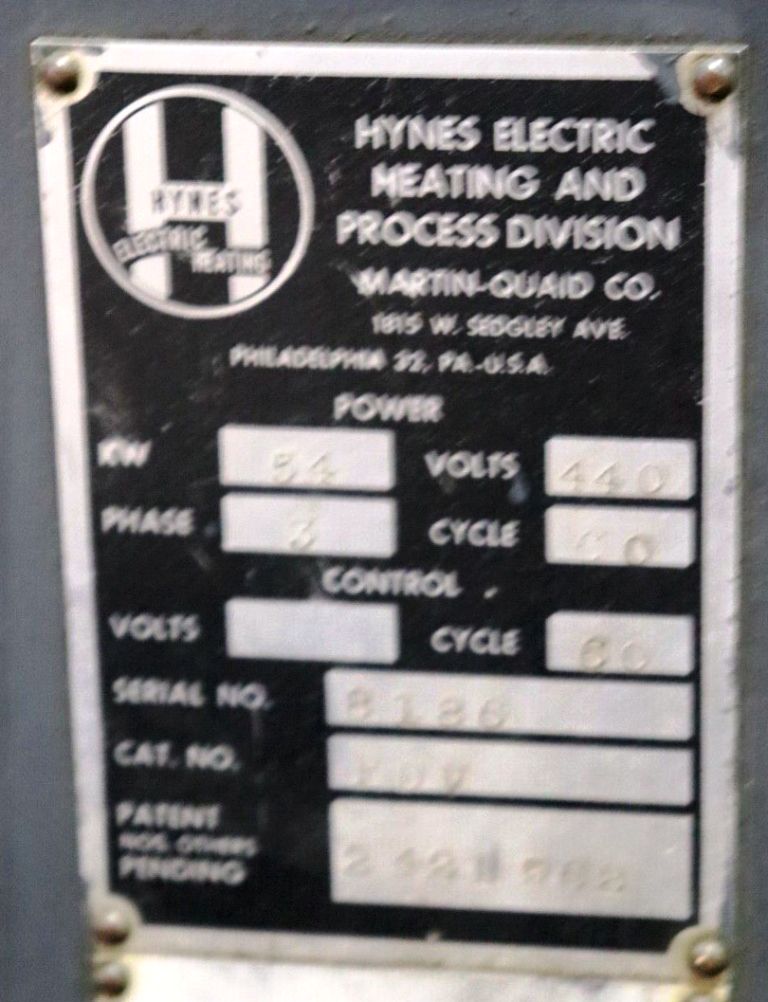 HYNES
ELECTRIC HEATING
HYNES ELECTRIC
HEATING AND
PROCESS DIVISION
MARTIN-QUAID CO.
1815 W. SEDGLEY AVE.
PHILADELPHIA 32, PA.-U.S.A.
POWER
KW 54 VOLTS 440
PHASE 3 CYCLE
CONTROL
VOLTS CYCLE 60
SERIAL NO.
CAT. NO.
PATENT
NOS. OTHERS
PENDING